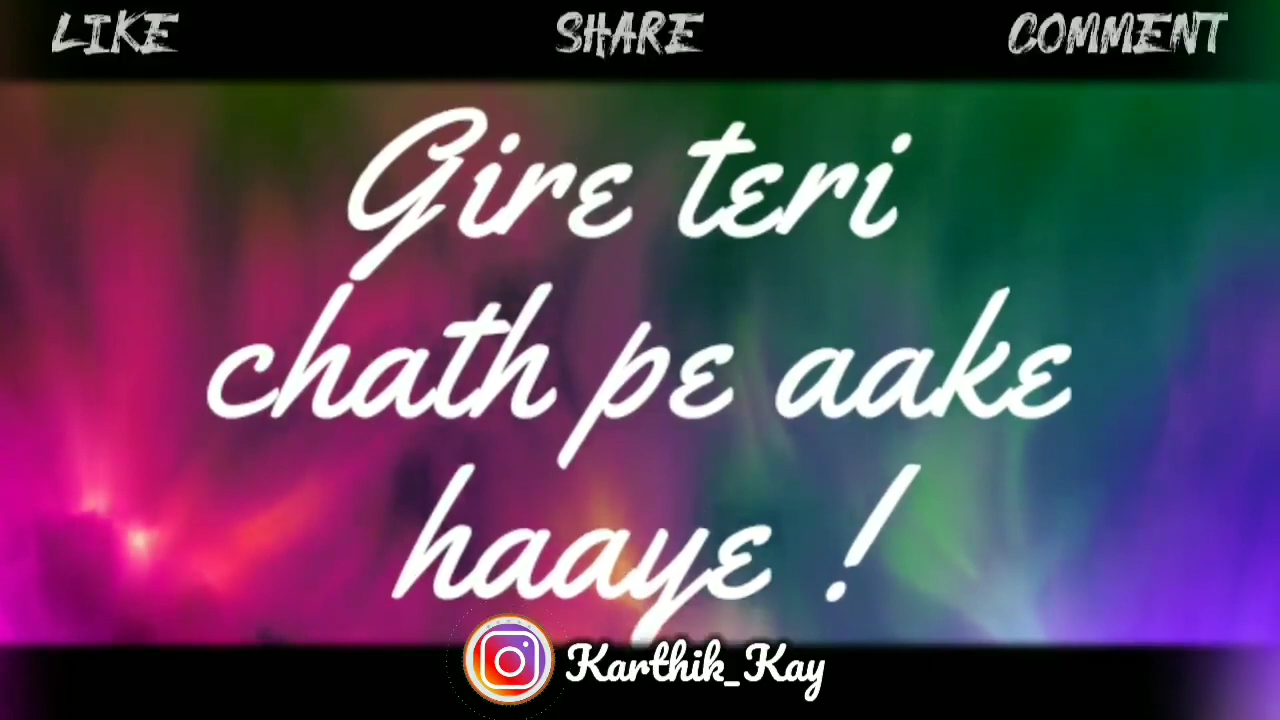 LIKE SHARE COMMENT
Gire teri
chath pe aake
haaye !
Karthik_Kay